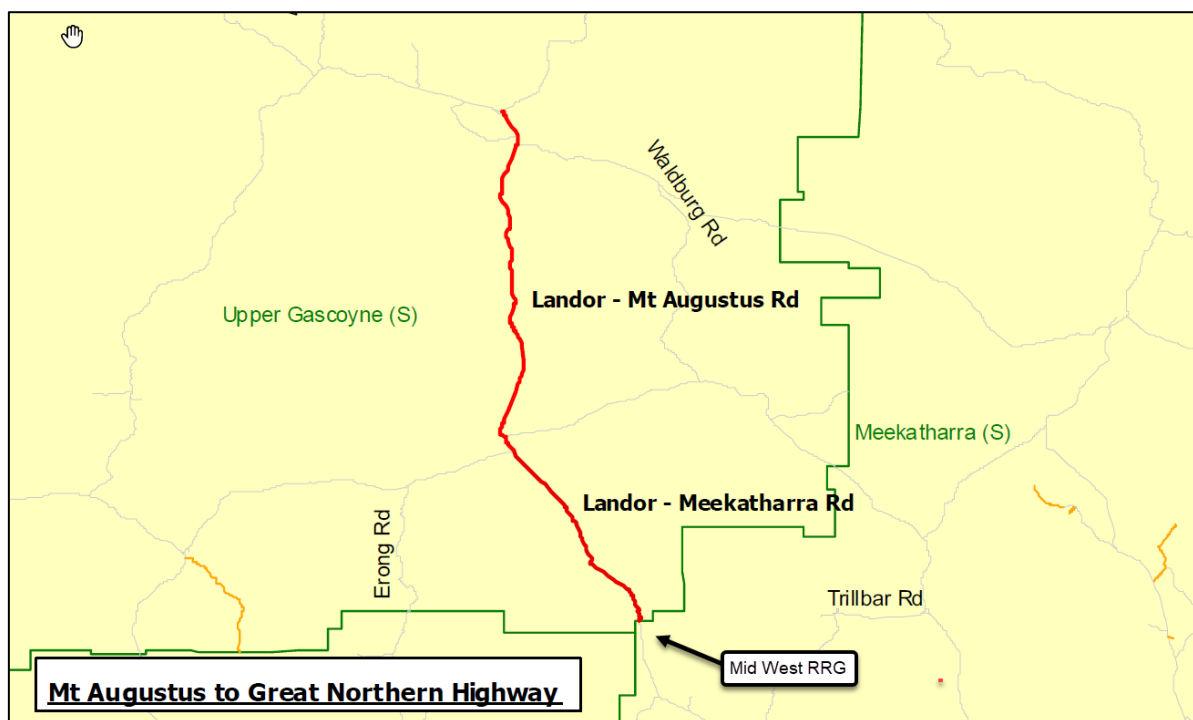 Waldburg Rd
Landor - Mt Augustus Rd
Upper Gascoyne (S)
Meekatharra (S)
Landor - Meekatharra Rd
Erong Rd
Trillbar Rd
Mid West RRG
Mt Augustus to Great Northern Highway